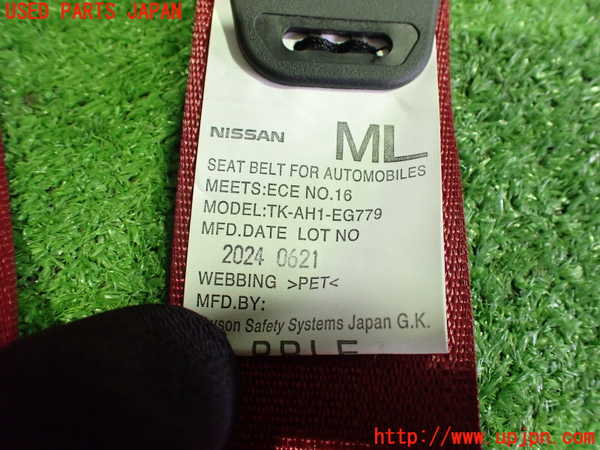 USED PARTS JAPAN
NISSAN ML
SEAT BELT FOR AUTOMOBILES
MEETS:ECE NO.16
MODEL:TK-AH1-EG779
MFD.DATE LOT NO
2024 0621
WEBBING >PET<
MFD.BY:
Safety Systems Japan G.K.
http://www.upjpn.com